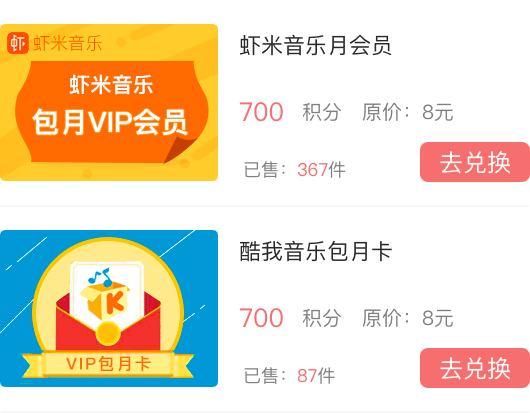 虾 虾米音乐
虾米音乐
包月VIP会员
虾米音乐月会员
700 积分 原价：8元
已售：367件
去兑换
K
VIP包月卡
酷我音乐包月卡
700 积分 原价：8元
已售：87件
去兑换